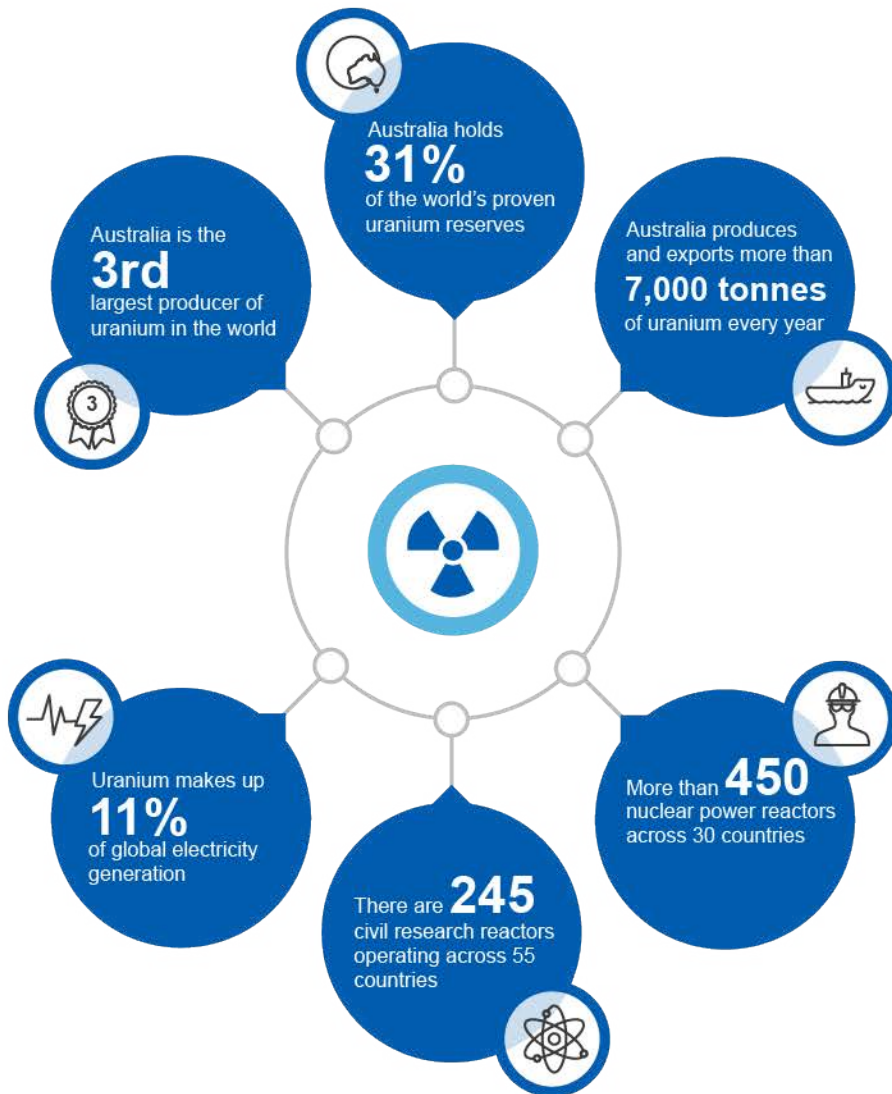 Australia holds
31%
of the world's proven
uranium reserves
Australia is the
3rd
largest producer of
uranium in the world
3
Australia produces
and exports more than
7,000 tonnes
of uranium every year
Uranium makes up
11%
of global electricity
generation
There are 245
civil research reactors
operating across 55
countries
More than 450
nuclear power reactors
across 30 countries